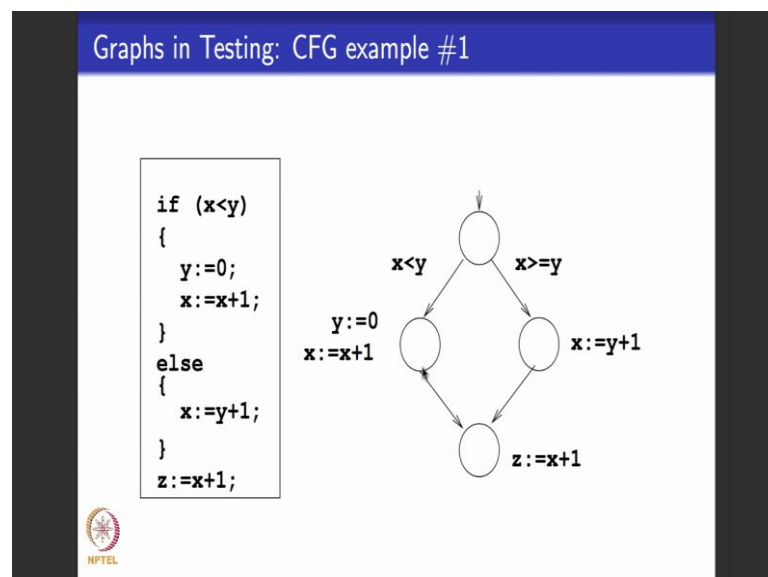 Graphs in Testing: CFG example #1
if (x<y)
{
y:=0;
x:=x+1;
}
else
{
x:=y+1;
}
z:=x+1;
x<y
x>=y
y:=0
x:=x+1
x:=y+1
z:=x+1
NPTEL